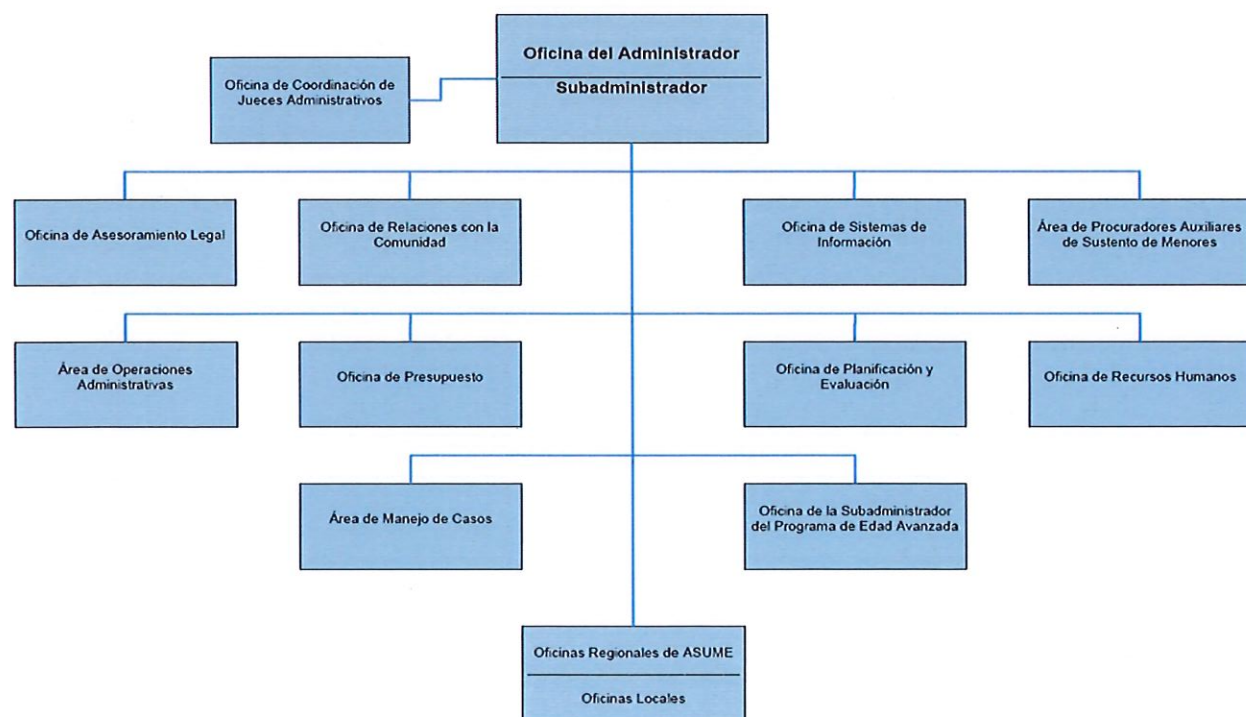 Oficina del Administrador
Subadministrador
Oficina de Coordinación de
Jueces Administrativos
Oficina de Asesoramiento Legal
Oficina de Relaciones con la
Comunidad
Oficina de Sistemas de
Información
Área de Procuradores Auxiliares
de Sustento de Menores
Área de Operaciones
Administrativas
Oficina de Presupuesto
Oficina de Planificación y
Evaluación
Oficina de Recursos Humanos
Área de Manejo de Casos
Oficina de la Subadministrador
del Programa de Edad Avanzada
Oficinas Regionales de ASUME
Oficinas Locales